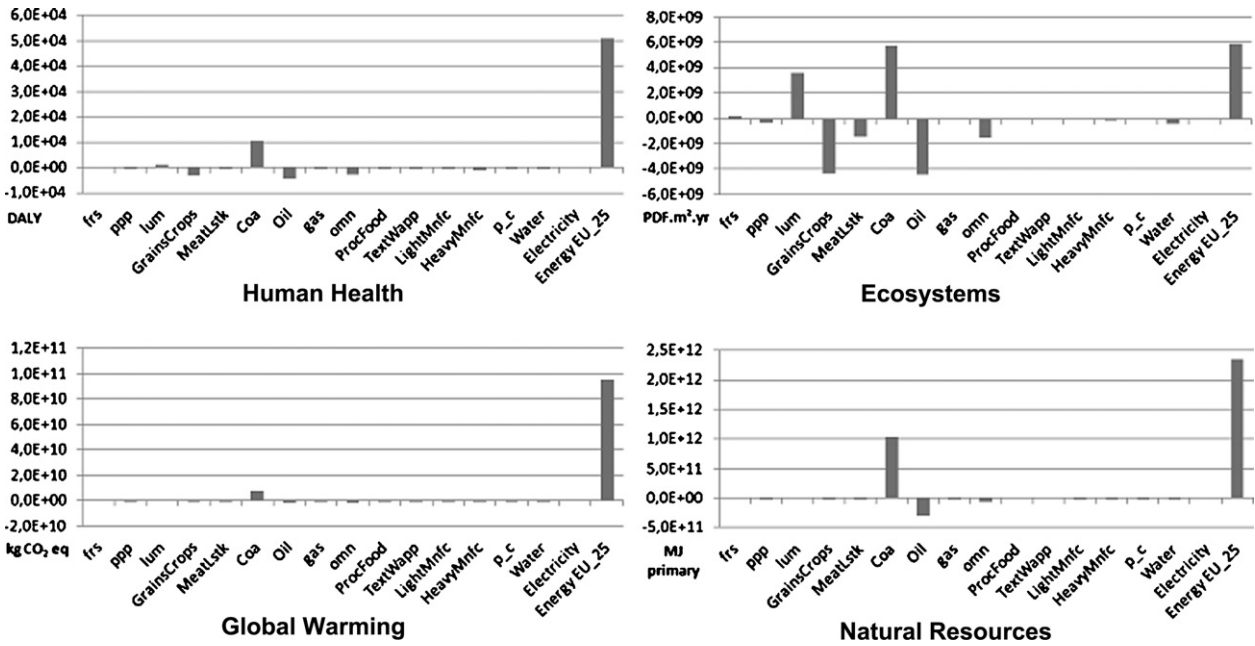 6,0E+04
5,0E+04
4,0E+04
3,0E+04
2,0E+04
1,0E+04
0,0E+00
-1,0E+04
DALY
frs
ppp
lum
GrainsCrops
MeatLstk
Coa
Oil
gas
omn
ProcFood
TextWapp
LightMnfc
HeavyMnfc
p_c
Water
Electricity
Energy EU_25
Human Health
8,0E+09
6,0E+09
4,0E+09
2,0E+09
0,0E+00
-2,0E+09
-4,0E+09
-6,0E+09
PDF.m².yr
frs
ppp
lum
GrainsCrops
MeatLstk
Coa
Oil
gas
omn
ProcFood
TextWapp
LightMnfc
HeavyMnfc
p_c
Water
Electricity
Energy EU_25
Ecosystems
1,2E+11
1,0E+11
8,0E+10
6,0E+10
4,0E+10
2,0E+10
0,0E+00
-2,0E+10
kg CO₂ eq
frs
ppp
lum
GrainsCrops
MeatLstk
Coa
Oil
gas
omn
ProcFood
TextWapp
LightMnfc
HeavyMnfc
p_c
Water
Electricity
Energy EU_25
Global Warming
2,5E+12
2,0E+12
1,5E+12
1,0E+12
5,0E+11
0,0E+00
-5,0E+11
MJ
primary
frs
ppp
lum
GrainsCrops
MeatLstk
Coa
Oil
gas
omn
ProcFood
TextWapp
LightMnfc
HeavyMnfc
p_c
Water
Electricity
Energy EU_25
Natural Resources